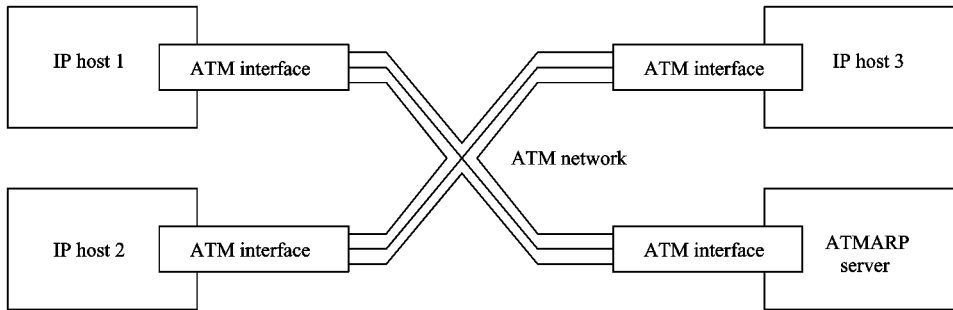 IP host 1
ATM interface
ATM interface
IP host 3
ATM network
IP host 2
ATM interface
ATM interface
ATMARP
server